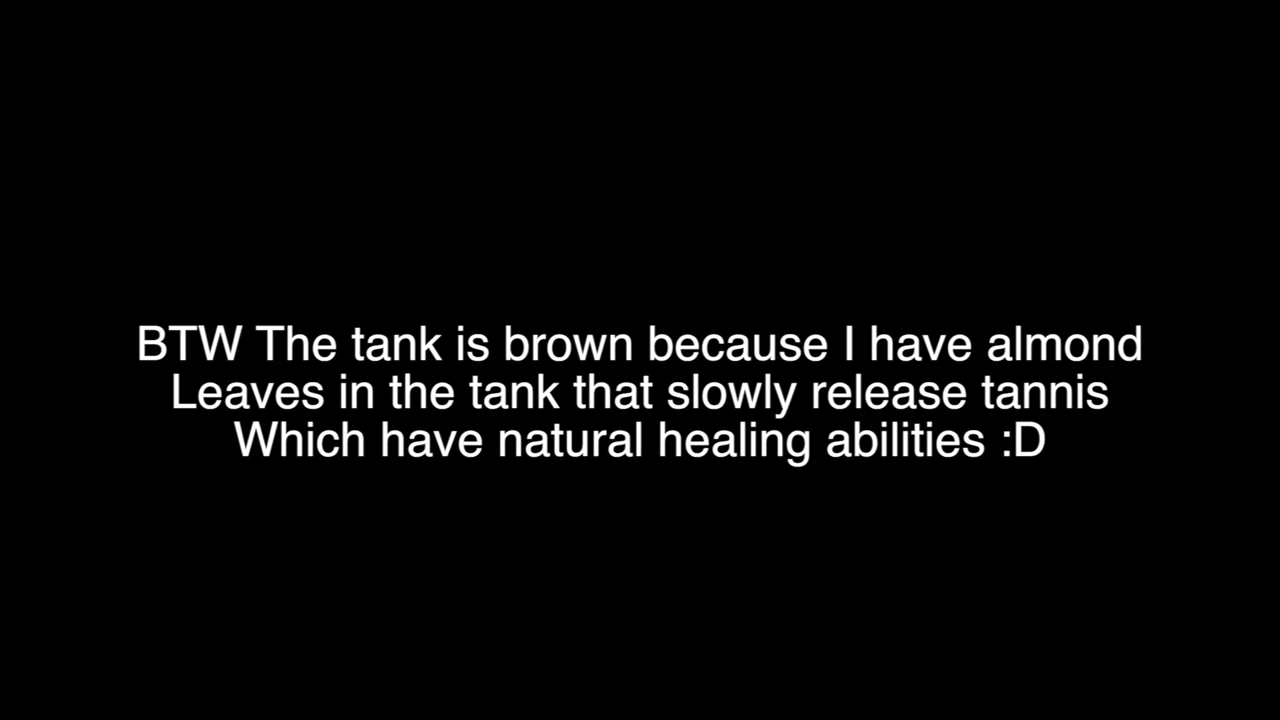 BTW The tank is brown because I have almond
Leaves in the tank that slowly release tannis
Which have natural healing abilities :D